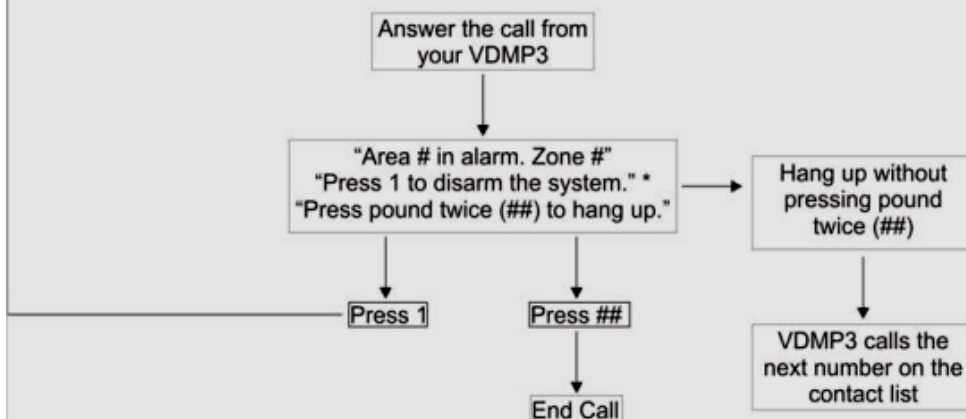 Answer the call from
your VDMP3
“Area # in alarm. Zone #”
“Press 1 to disarm the system.” *
“Press pound twice (##) to hang up.”
Hang up without
pressing pound
twice (##)
Press 1
Press ##
VDMP3 calls the
next number on the
contact list
End Call